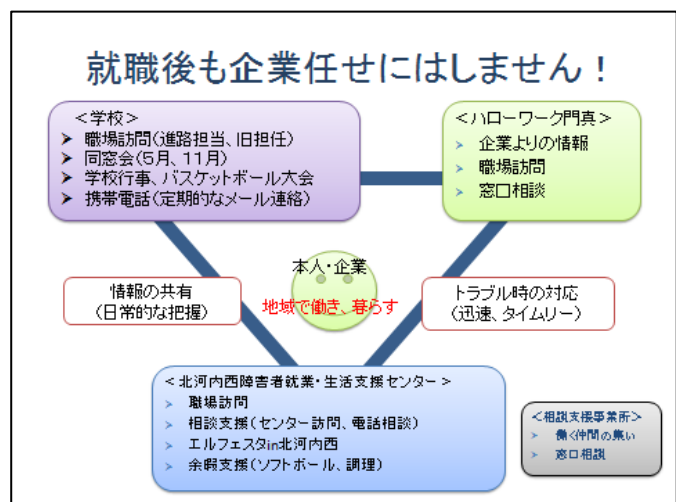 就職後も企業任せにはしません！
＜学校＞
➤ 職場訪問(進路担当、旧担任)
➤ 同窓会(5月、11月)
➤ 学校行事、バスケットボール大会
➤ 携帯電話(定期的なメール連絡)
＜ハローワーク門真＞
➤ 企業よりの情報
➤ 職場訪問
➤ 窓口相談
本人・企業
地域で働き、暮らす
情報の共有
(日常的な把握)
トラブル時の対応
(迅速、タイムリー)
＜北河内西障害者就業・生活支援センター＞
➤ 職場訪問
➤ 相談支援(センター訪問、電話相談)
➤ エルフェスタin北河内西
➤ 余暇支援(ソフトボール、調理)
＜相談支援事業所＞
➤ 働く仲間の集い
➤ 窓口相談